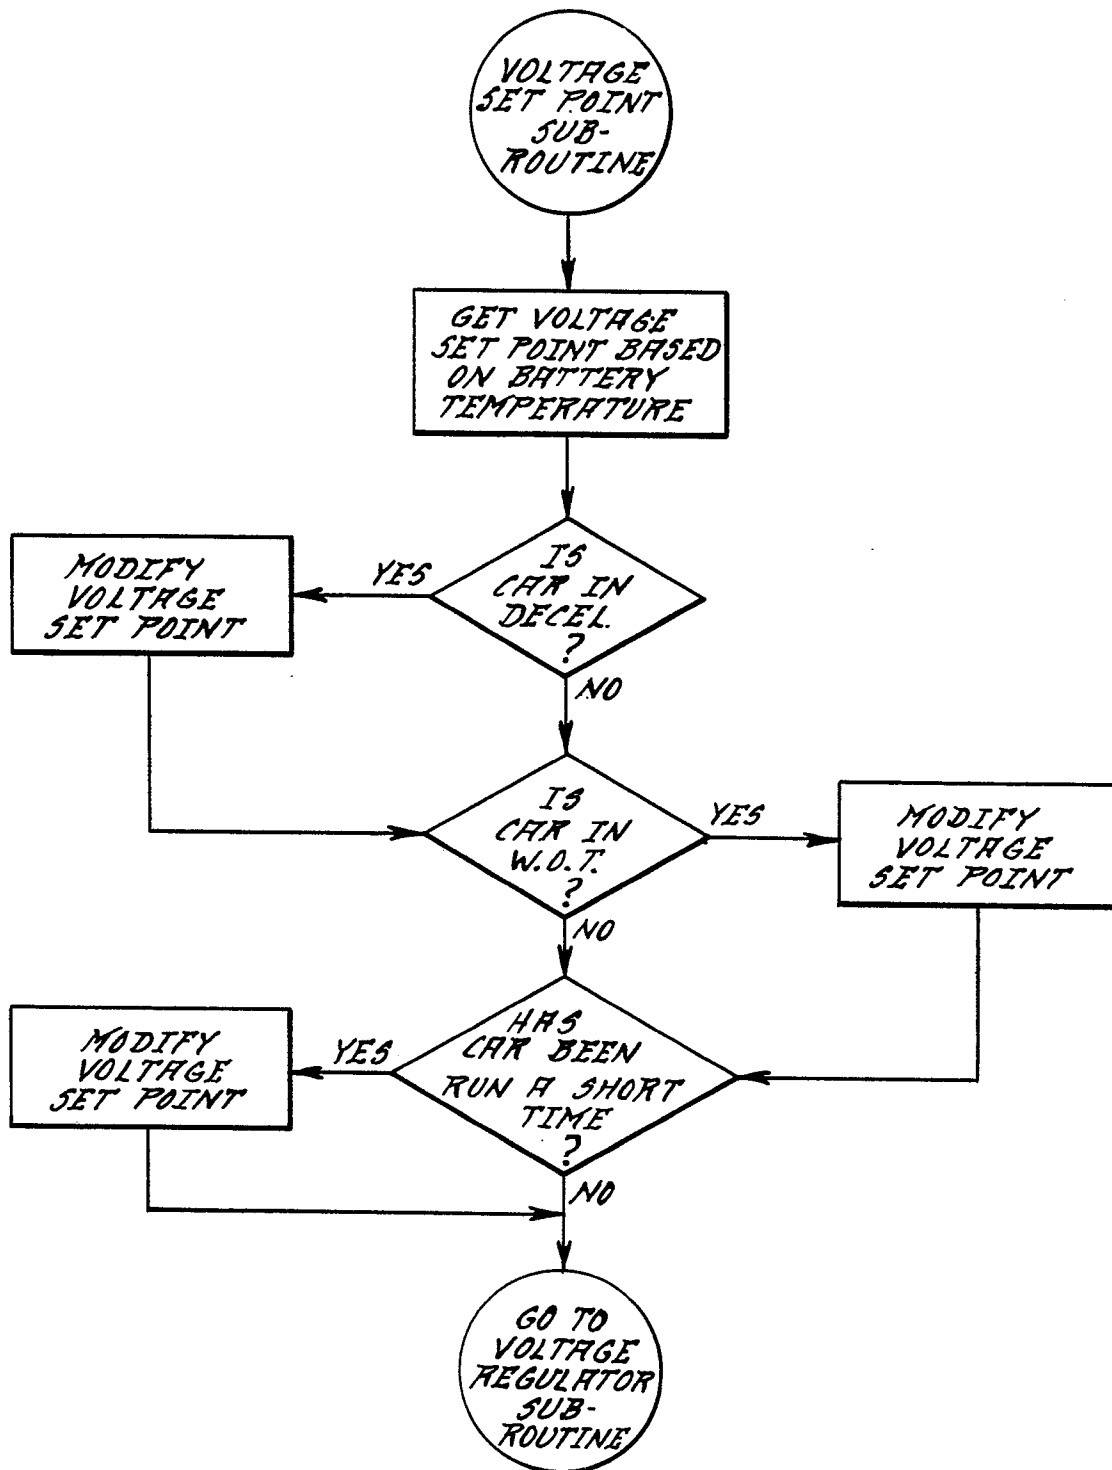 VOLTAGE
SET POINT
SUB-
ROUTINE
GET VOLTAGE
SET POINT BASED
ON BATTERY
TEMPERATURE
IS
CAR IN
DECEL.
?
YES
MODIFY
VOLTAGE
SET POINT
NO
IS
CAR IN
W.O.T.
?
YES
MODIFY
VOLTAGE
SET POINT
NO
HAS
CAR BEEN
RUN A SHORT
TIME
?
YES
MODIFY
VOLTAGE
SET POINT
NO
GO TO
VOLTAGE
REGULATOR
SUB-
ROUTINE